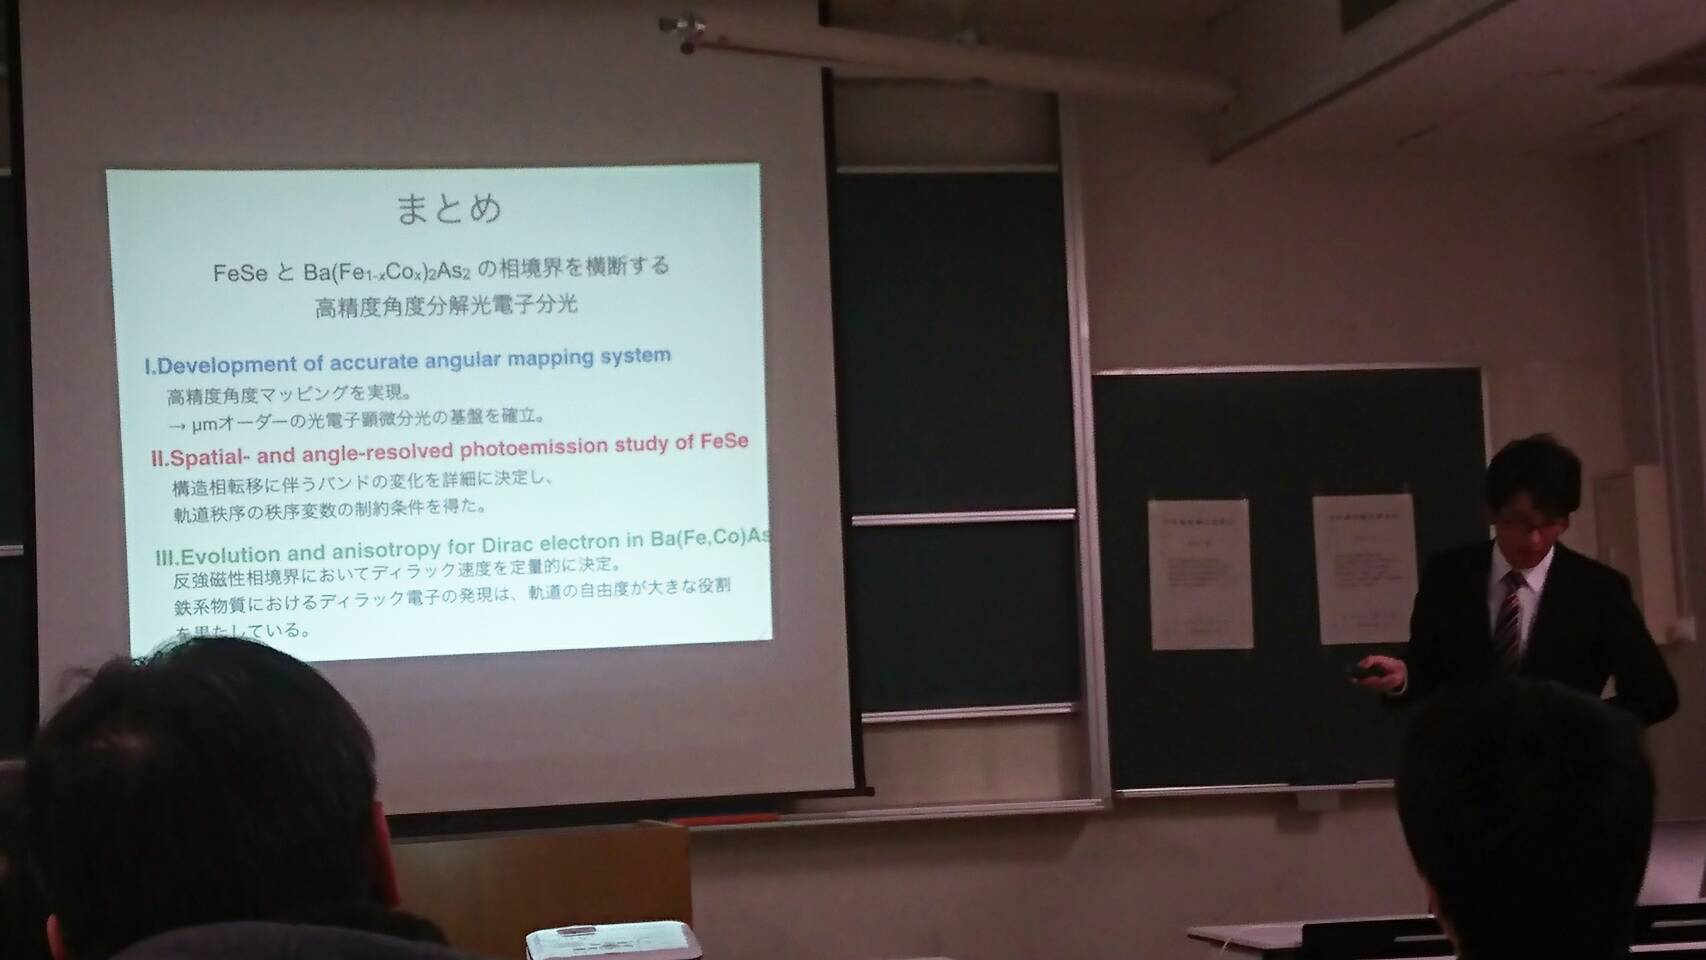 まとめ
FeSe と Ba(Fe1-xCox)2As2 の相境界を横断する
高精度角度分解光電子分光
I.Development of accurate angular mapping system
高精度角度マッピングを実現。
→ μmオーダーの光電子顕微分光の基盤を確立。
II.Spatial- and angle-resolved photoemission study of FeSe
構造相転移に伴うバンドの変化を詳細に決定し、
軌道秩序の秩序変数の制約条件を得た。
III.Evolution and anisotropy for Dirac electron in Ba(Fe,Co)As
反強磁性相境界においてディラック速度を定量的に決定。
鉄系物質におけるディラック電子の発現は、軌道の自由度が大きな役割
を果たしている。